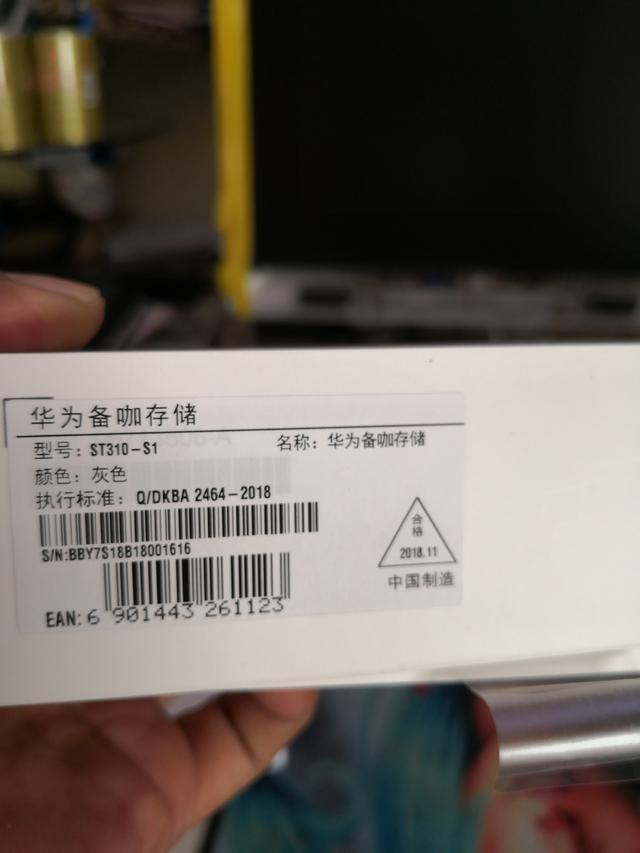 华为备咖存储
型号：ST310-S1
名称：华为备咖存储
颜色：灰色
执行标准：Q/DKBA 2464-2018
S/N:BBY7S18B18001616
合格
2018.11
中国制造
EAN: 6 901443 261123